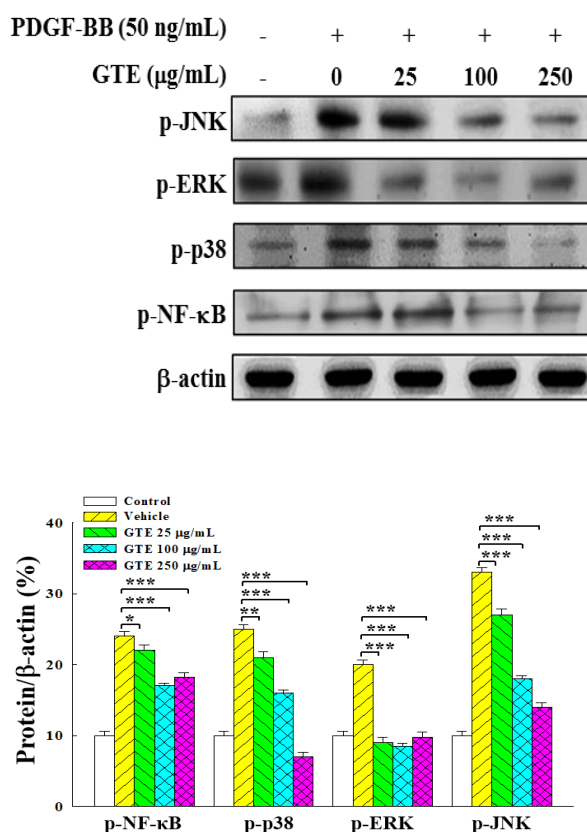 PDGF-BB (50 ng/mL) - + + + +
GTE (μg/mL) - 0 25 100 250
p-JNK
p-ERK
p-p38
p-NF-κB
β-actin
Control
Vehicle
GTE 25 μg/mL
GTE 100 μg/mL
GTE 250 μg/mL
Protein/β-actin (%)
40
30
20
10
0
***
***
*
***
***
**
***
***
***
***
***
***
p-NF-κB p-p38 p-ERK p-JNK